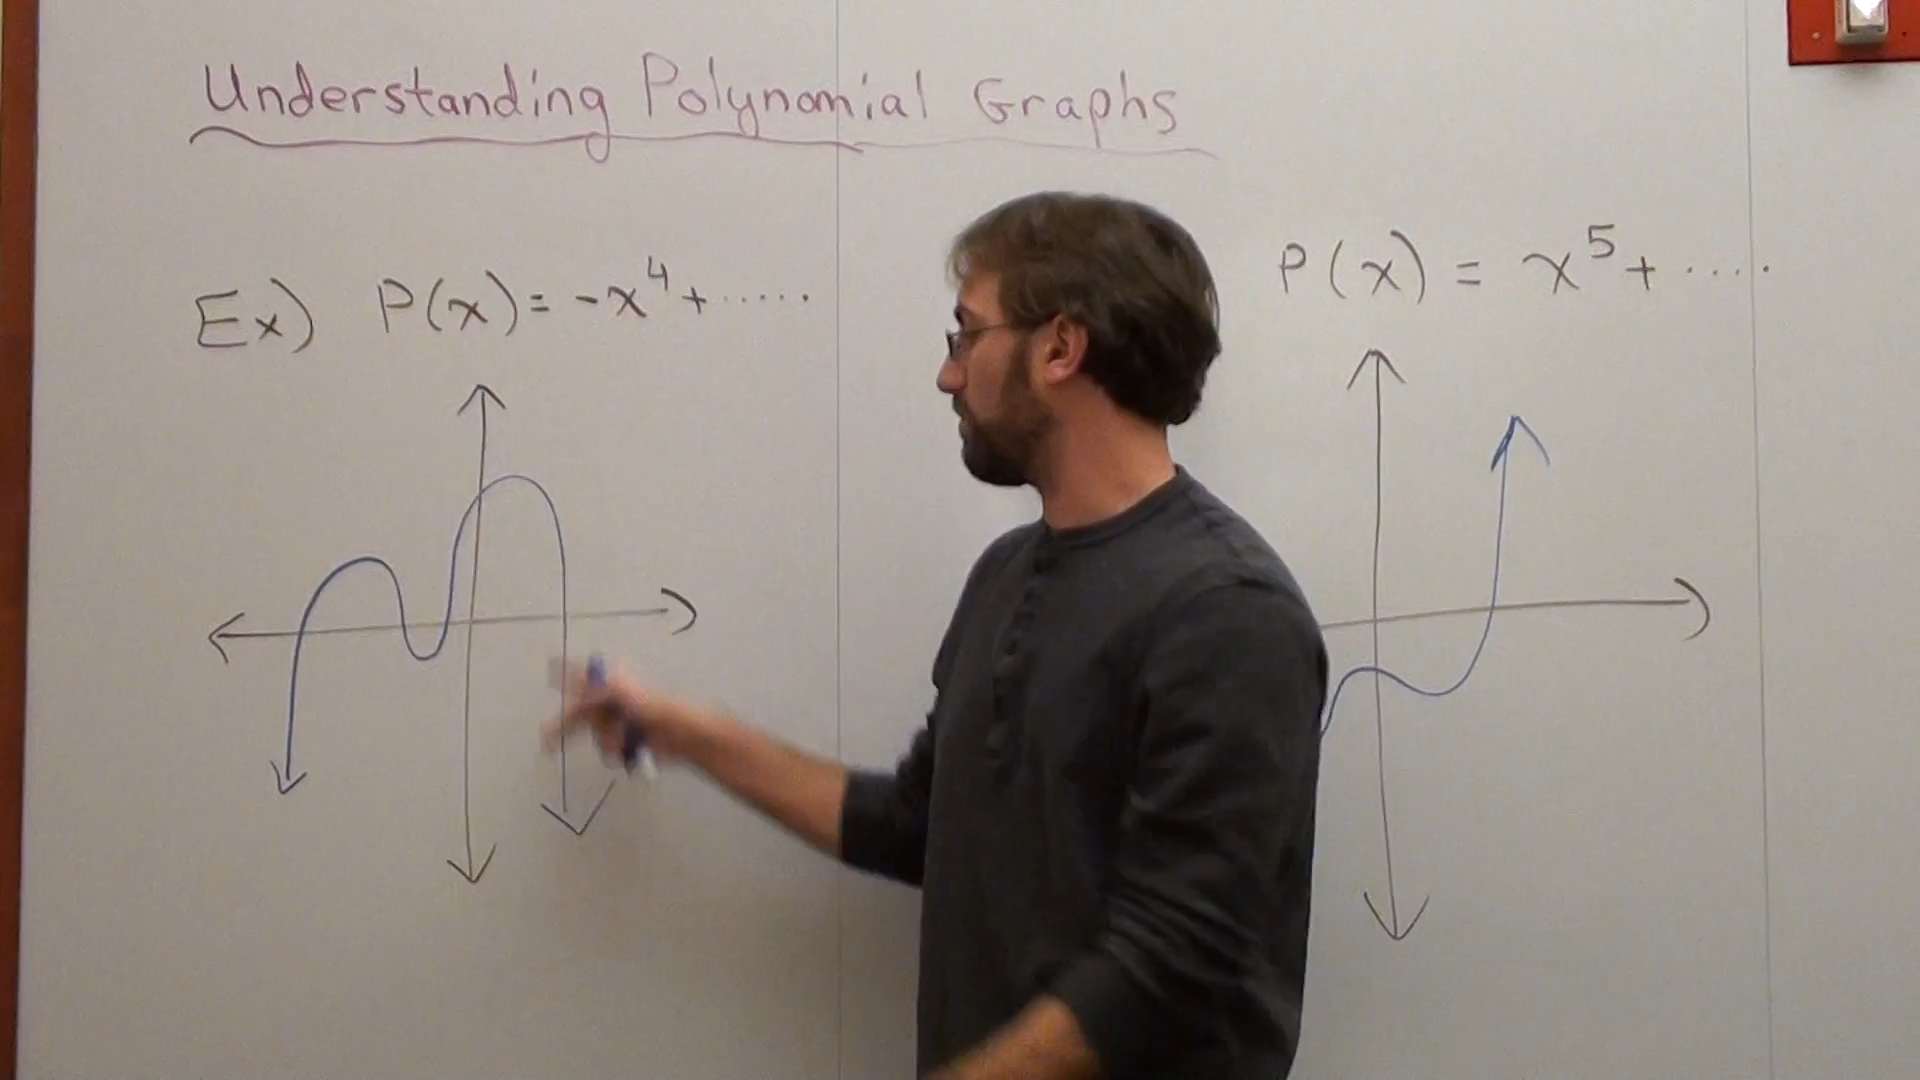 Understanding Polynomial Graphs
Ex) P(x) = -x⁴ + .....
P(x) = x⁵ + ....